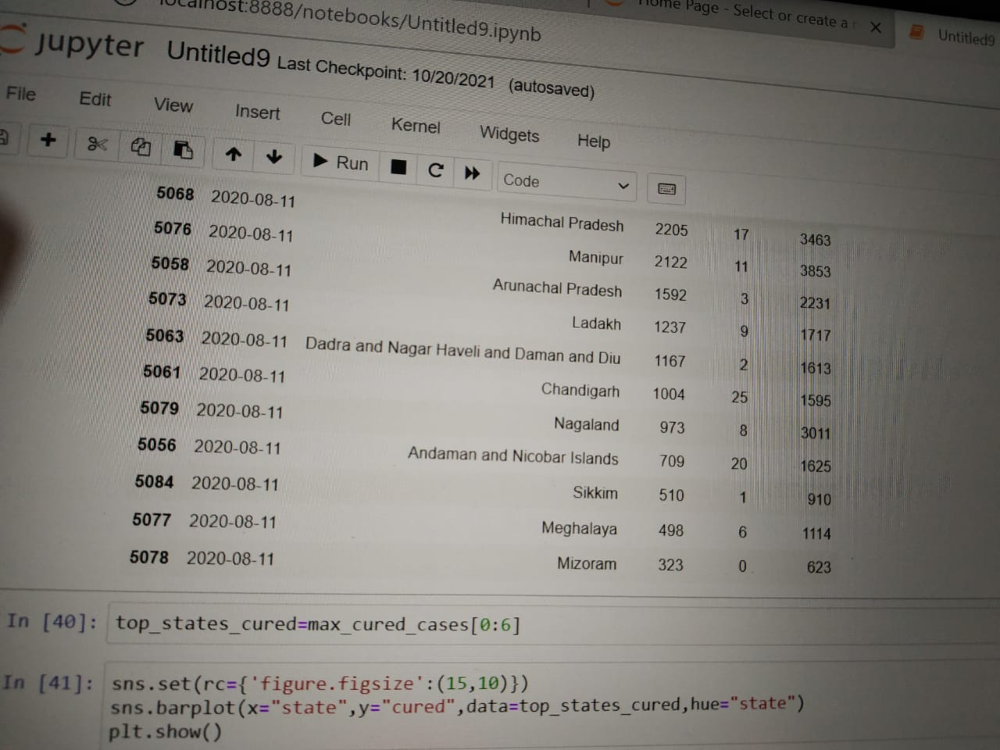 localhost:8888/notebooks/Untitled9.ipynb
Home Page - Select or create a
Untitled9
jupyter Untitled9 Last Checkpoint: 10/20/2021 (autosaved)
File Edit View Insert Cell Kernel Widgets Help
Run Code
5068 2020-08-11 Himachal Pradesh 2205 17 3463
5076 2020-08-11 Manipur 2122 11 3853
5058 2020-08-11 Arunachal Pradesh 1592 3 2231
5073 2020-08-11 Ladakh 1237 9 1717
5063 2020-08-11 Dadra and Nagar Haveli and Daman and Diu 1167 2 1613
5061 2020-08-11 Chandigarh 1004 25 1595
5079 2020-08-11 Nagaland 973 8 3011
5056 2020-08-11 Andaman and Nicobar Islands 709 20 1625
5084 2020-08-11 Sikkim 510 1 910
5077 2020-08-11 Meghalaya 498 6 1114
5078 2020-08-11 Mizoram 323 0 623
In [40]: top_states_cured=max_cured_cases[0:6]
In [41]: sns.set(rc={'figure.figsize':(15,10)})
sns.barplot(x="state",y="cured",data=top_states_cured,hue="state")
plt.show()